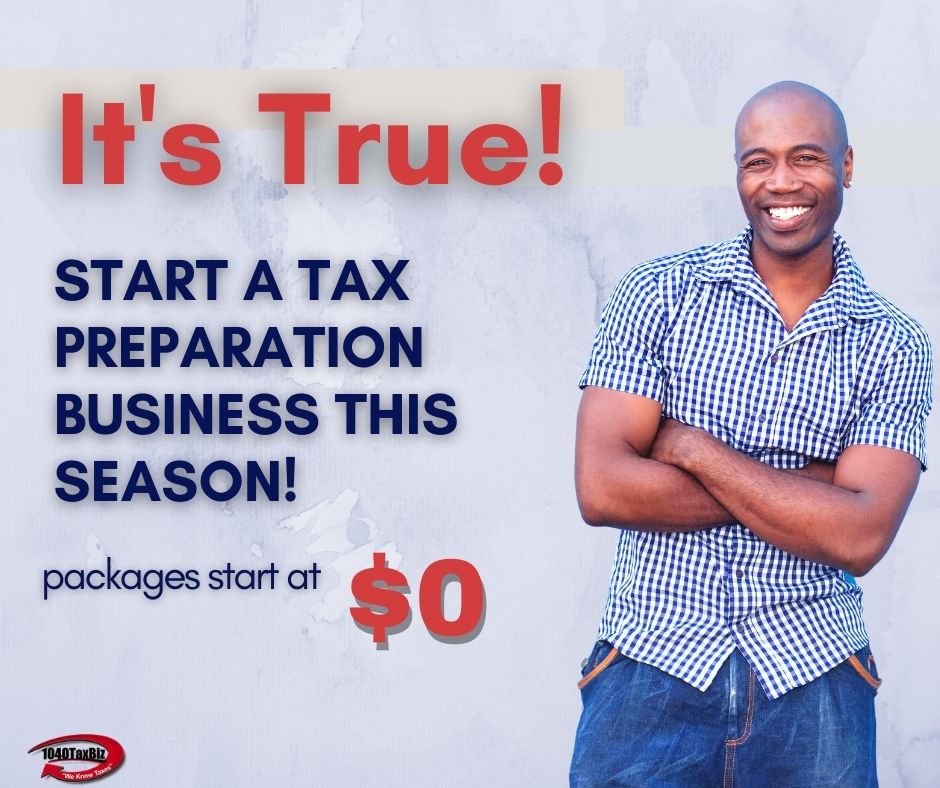 It's True!
START A TAX
PREPARATION
BUSINESS THIS
SEASON!
packages start at $0
1040TaxBiz
"We Know Taxes"